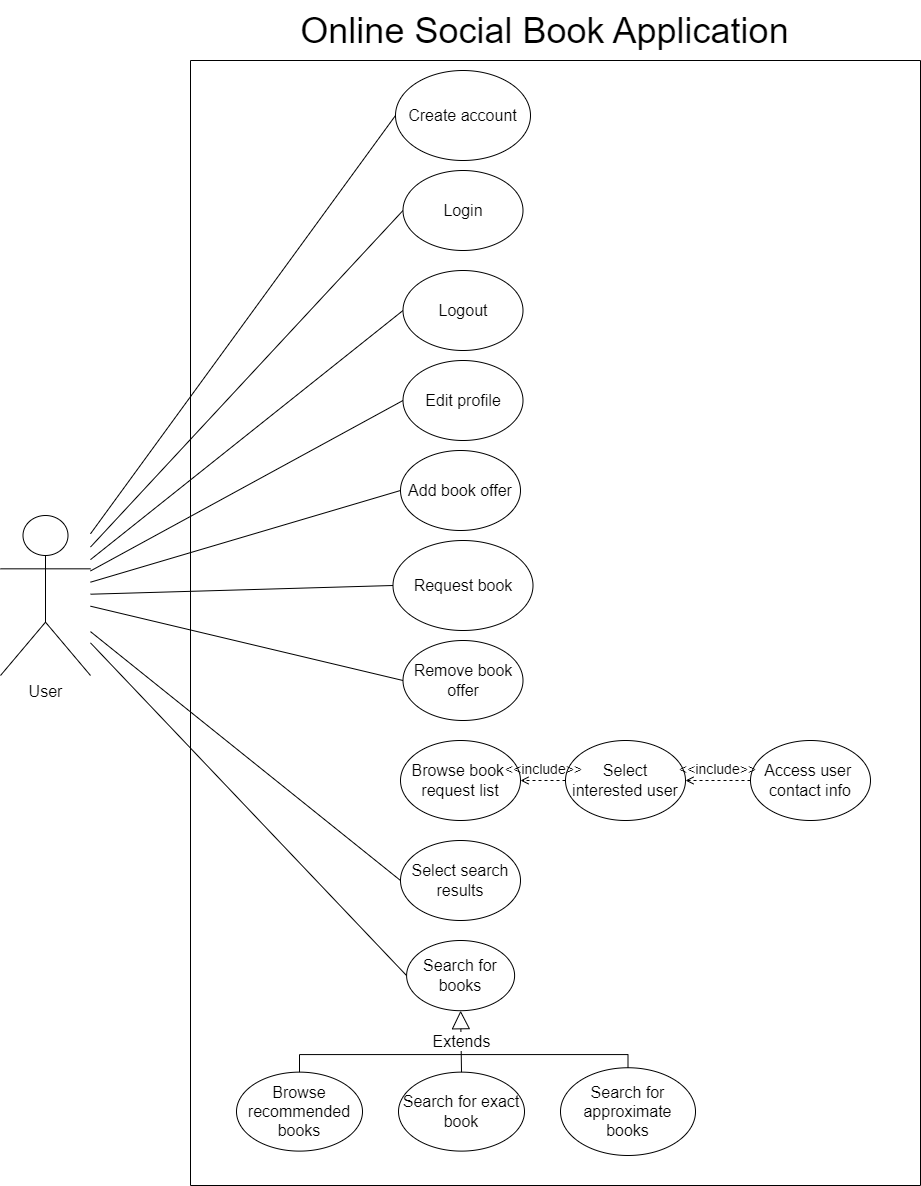 Online Social Book Application
Create account
Login
Logout
Edit profile
Add book offer
Request book
Remove book
offer
User
Browse book
request list
<<include>>
Select
interested user
<<include>>
Access user
contact info
Select search
results
Search for
books
Extends
Browse
recommended
books
Search for exact
book
Search for
approximate
books